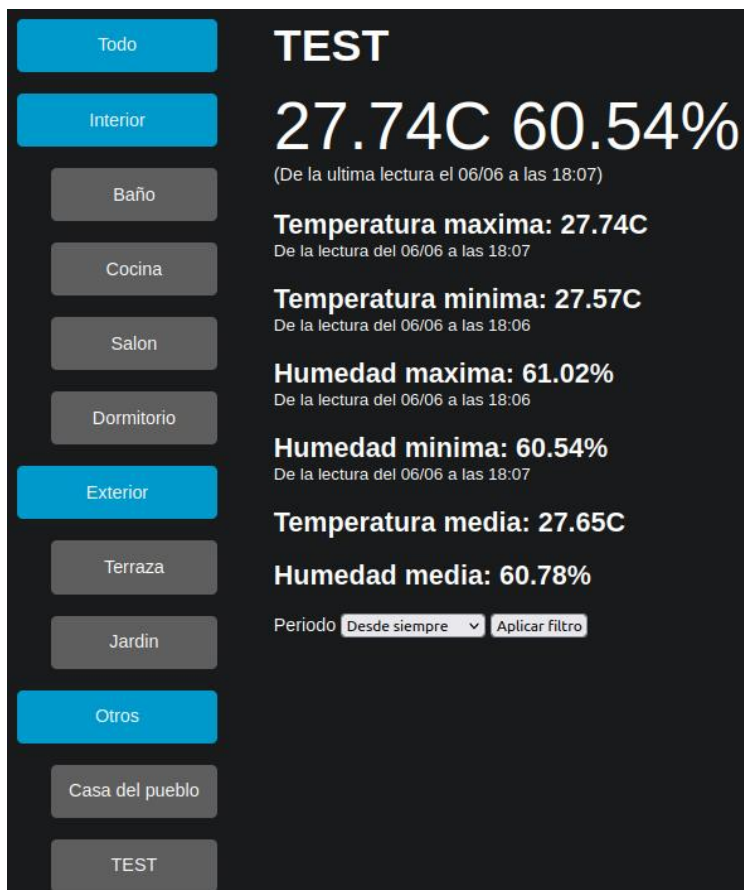 Todo
Interior
Baño
Cocina
Salon
Dormitorio
Exterior
Terraza
Jardin
Otros
Casa del pueblo
TEST
TEST
27.74C 60.54%
(De la ultima lectura el 06/06 a las 18:07)
Temperatura maxima: 27.74C
De la lectura del 06/06 a las 18:07
Temperatura minima: 27.57C
De la lectura del 06/06 a las 18:06
Humedad maxima: 61.02%
De la lectura del 06/06 a las 18:06
Humedad minima: 60.54%
De la lectura del 06/06 a las 18:07
Temperatura media: 27.65C
Humedad media: 60.78%
Periodo Desde siempre Aplicar filtro